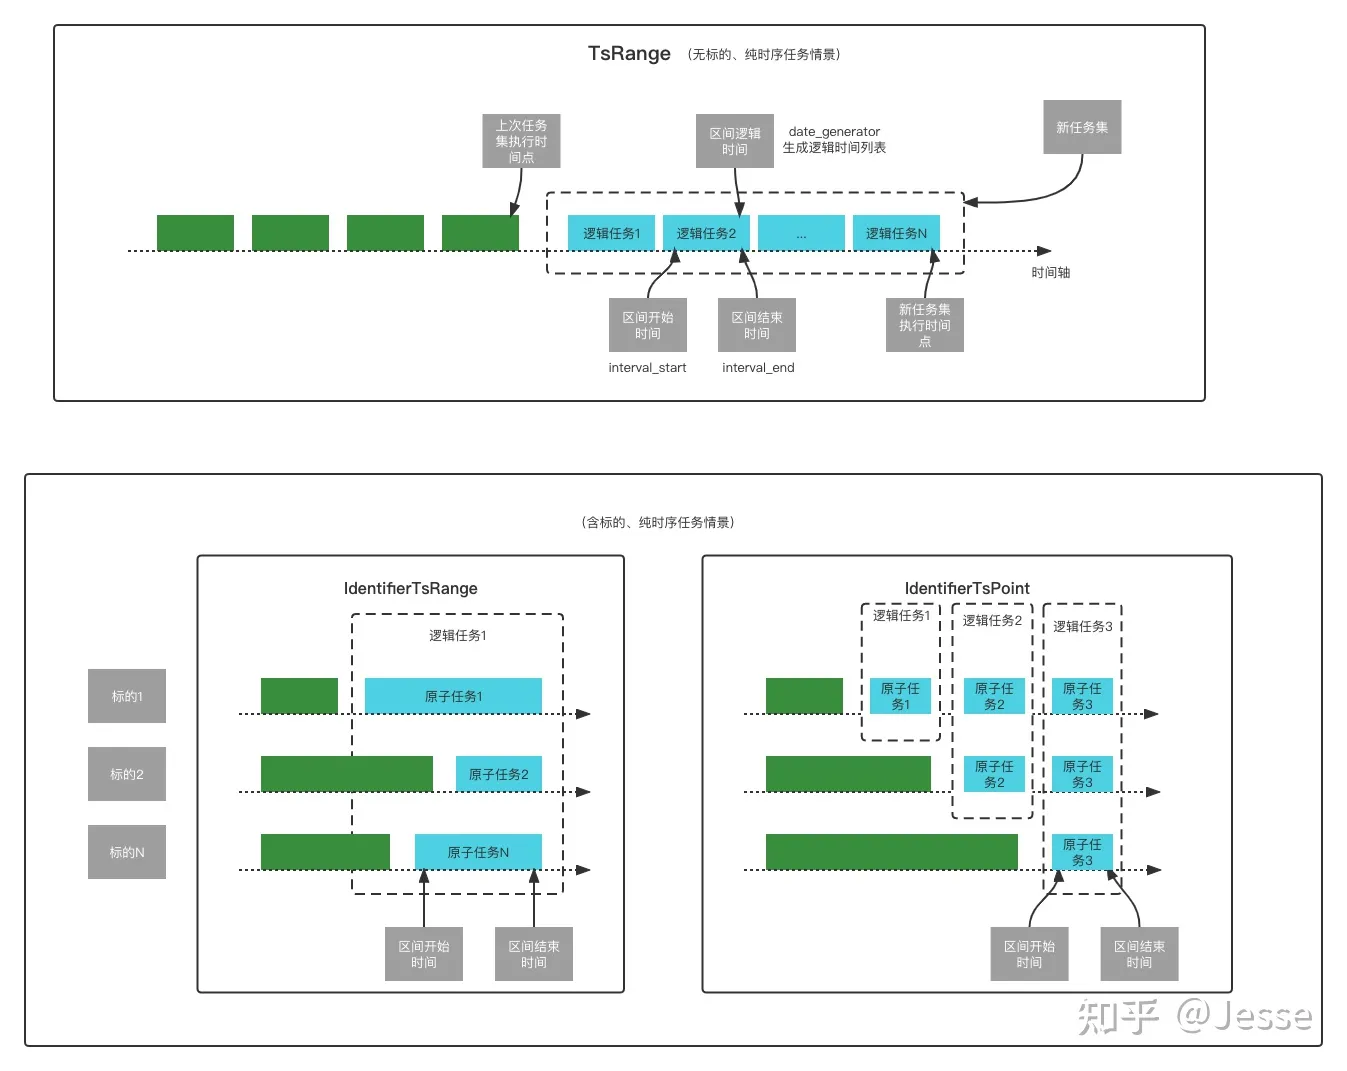 TsRange (无标的、纯时序任务情景)
上次任务
集执行时
间点
区间逻辑
时间
date_generator
生成逻辑时间列表
新任务集
逻辑任务1
逻辑任务2
...
逻辑任务N
时间轴
区间开始
时间
interval_start
区间结束
时间
interval_end
新任务集
执行时间
点
(含标的、纯时序任务情景)
IdentifierTsRange
逻辑任务1
标的1
原子任务1
标的2
原子任务2
标的N
原子任务N
区间开始
时间
区间结束
时间
IdentifierTsPoint
逻辑任务1
逻辑任务2
逻辑任务3
原子任
务1
原子任
务2
原子任
务3
原子任
务2
原子任
务3
原子任
务3
区间开始
时间
区间结束
时间
知乎 @Jesse